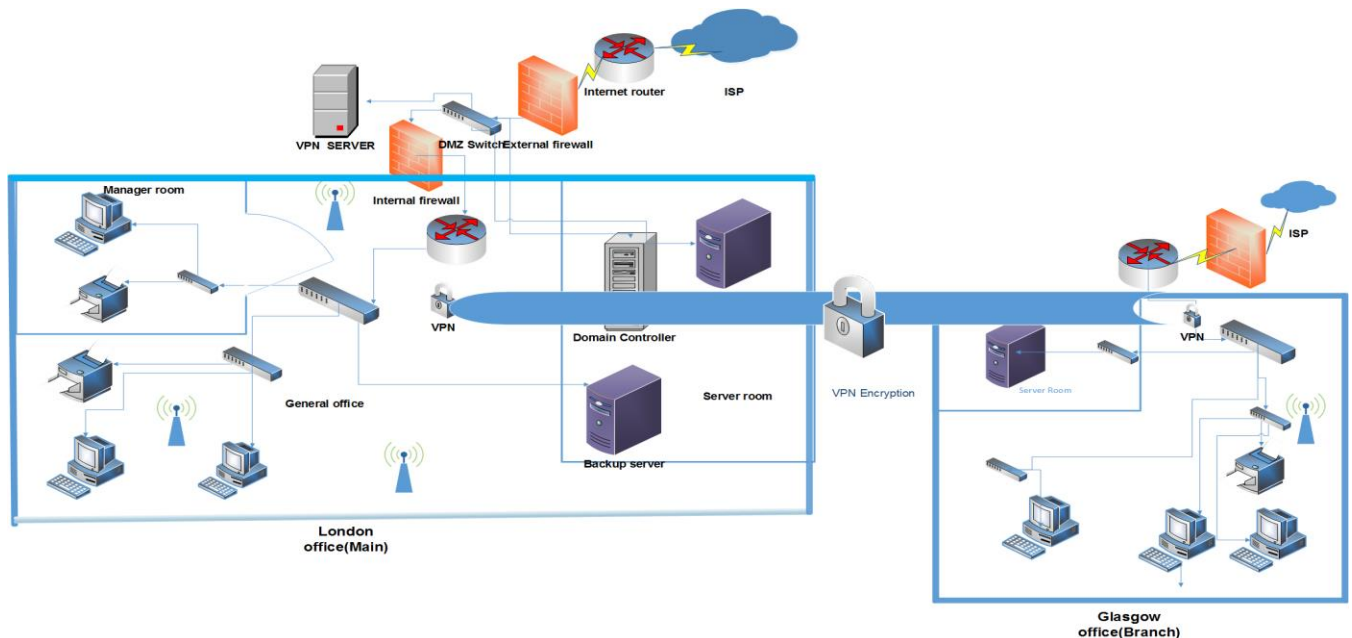 Internet router
ISP
VPN SERVER
DMZ Switch
External firewall
Manager room
Internal firewall
ISP
VPN
VPN
Domain Controller
Server Room
VPN Encryption
General office
Server room
Backup server
London
office(Main)
Glasgow
office(Branch)